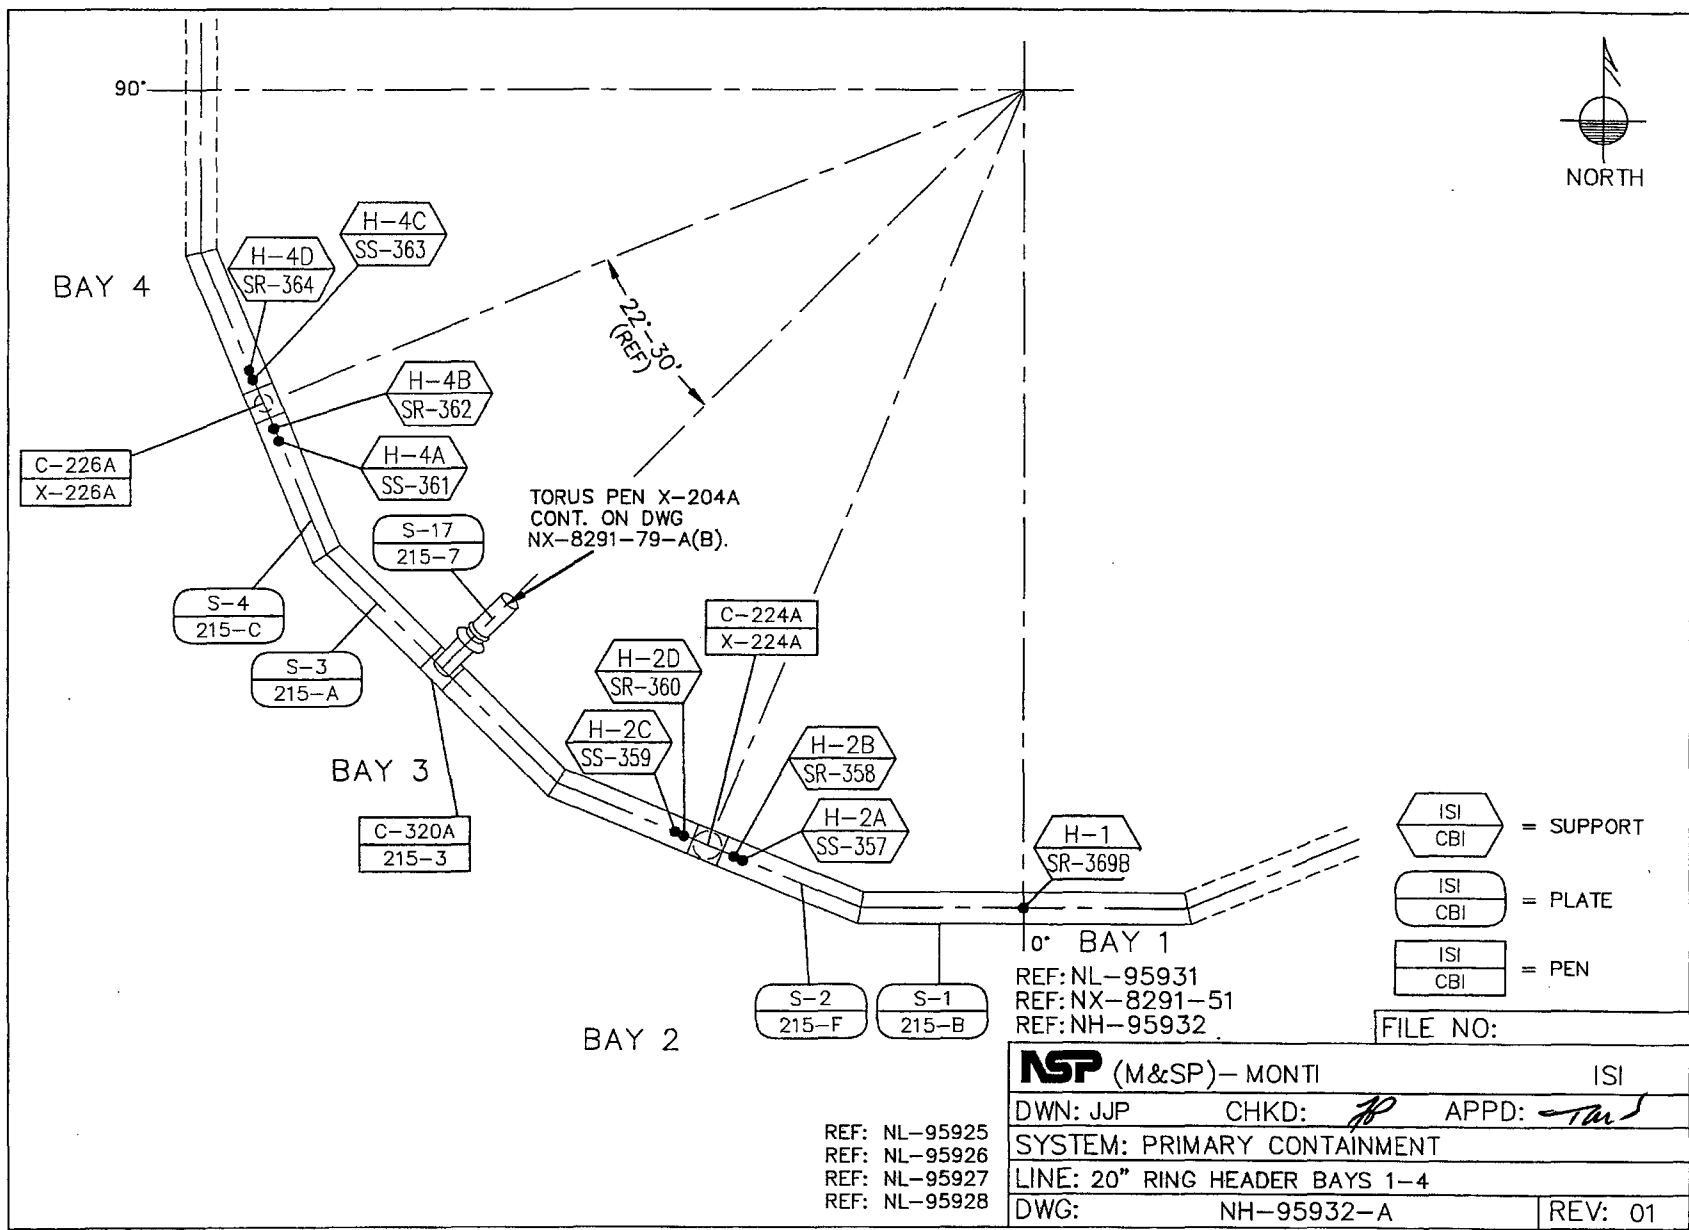 90°
NORTH
H-4C
SS-363
H-4D
SR-364
BAY 4
22°-30'
(REF)
H-4B
SR-362
H-4A
SS-361
C-226A
X-226A
TORUS PEN X-204A
CONT. ON DWG
NX-8291-79-A(B).
S-17
215-7
S-4
215-C
C-224A
X-224A
S-3
215-A
H-2D
SR-360
H-2C
SS-359
H-2B
SR-358
BAY 3
H-2A
SS-357
C-320A
215-3
H-1
SR-369B
ISI
CBI
= SUPPORT
ISI
CBI
= PLATE
ISI
CBI
= PEN
0° BAY 1
REF: NL-95931
REF: NX-8291-51
REF: NH-95932
S-2
215-F
S-1
215-B
BAY 2
FILE NO:
NSP (M&SP)-MONTI ISI
DWN: JJP CHKD: APPD:
SYSTEM: PRIMARY CONTAINMENT
LINE: 20" RING HEADER BAYS 1-4
DWG: NH-95932-A REV: 01
REF: NL-95925
REF: NL-95926
REF: NL-95927
REF: NL-95928